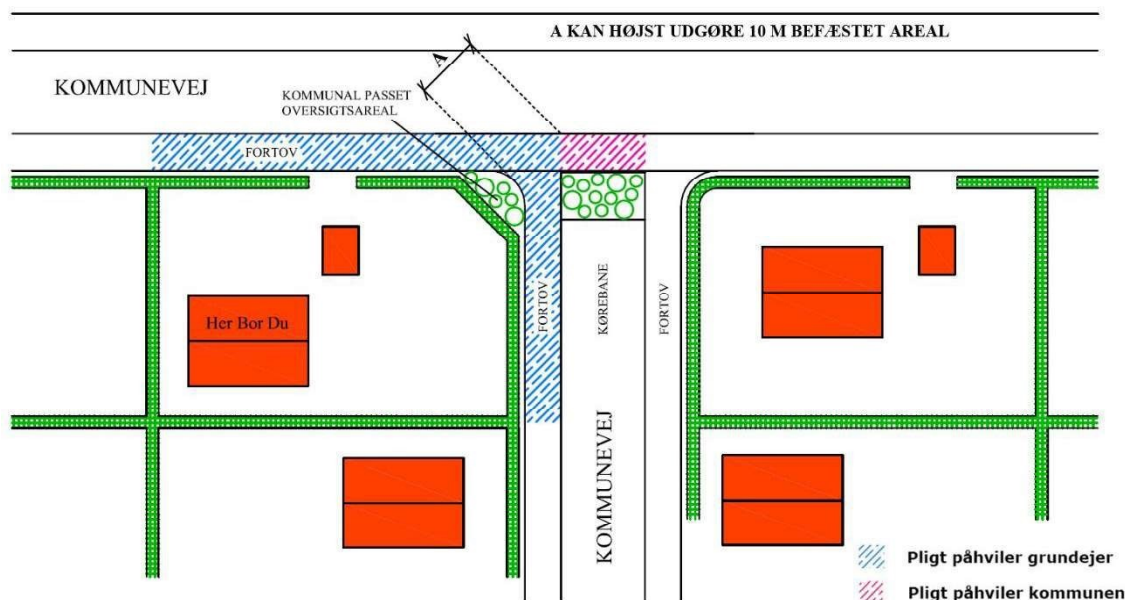 A KAN HØJST UDGØRE 10 M BEFÆSTET AREAL
A
KOMMUNEVEJ
KOMMUNAL PASSET
OVERSIGTSAREAL
FORTOV
Her Bor Du
FORTOV
KØREBANE
FORTOV
KOMMUNEVEJ
Pligt påhviler grundejer
Pligt påhviler kommunen